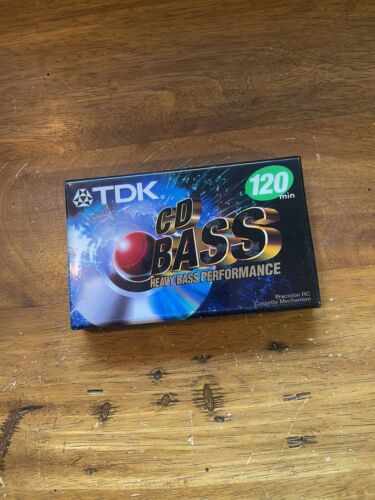 TDK®
120
min
CD
BASS
HEAVY BASS PERFORMANCE
Precision RC
Cassette Mechanism